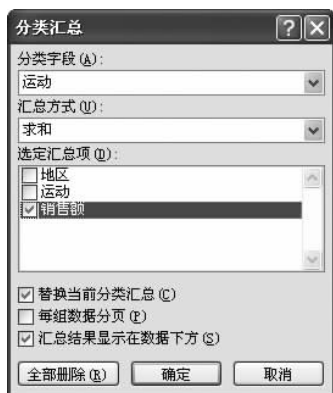 分类汇总
分类字段(A):
运动
汇总方式(U):
求和
选定汇总项(D):
地区
运动
销售额
替换当前分类汇总(C)
每组数据分页(P)
汇总结果显示在数据下方(S)
全部删除(R) 确定 取消